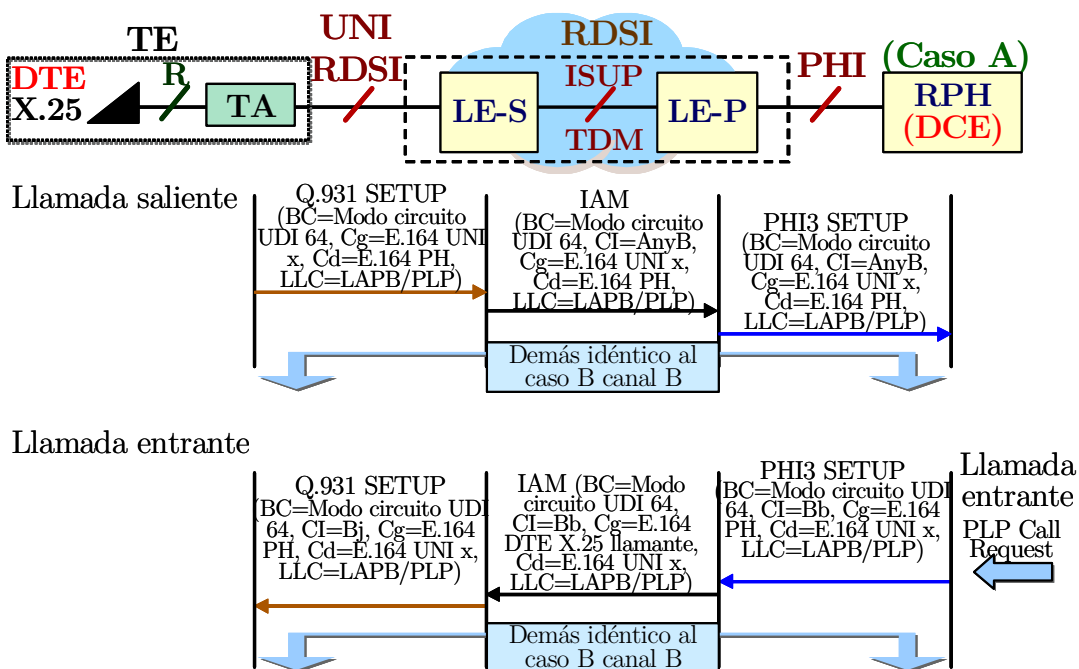 TE
UNI
RDSI
RDSI
PHI
(Caso A)
DTE
X.25
R
TA
LE-S
ISUP
TDM
LE-P
RPH
(DCE)
Llamada saliente
Q.931 SETUP
(BC=Modo circuito
UDI 64, Cg=E.164 UNI
x, Cd=E.164 PH,
LLC=LAPB/PLP)
IAM
(BC=Modo circuito
UDI 64, CI=AnyB,
Cg=E.164 UNI x,
Cd=E.164 PH,
LLC=LAPB/PLP)
PHI3 SETUP
(BC=Modo circuito
UDI 64, CI=AnyB,
Cg=E.164 UNI x,
Cd=E.164 PH,
LLC=LAPB/PLP)
Demás idéntico al
caso B canal B
Llamada entrante
Q.931 SETUP
(BC=Modo circuito UDI
64, CI=Bj, Cg=E.164
PH, Cd=E.164 UNI x,
LLC=LAPB/PLP)
IAM (BC=Modo
circuito UDI 64,
CI=Bb, Cg=E.164
DTE X.25 llamante,
Cd=E.164 UNI x,
LLC=LAPB/PLP)
PHI3 SETUP
(BC=Modo circuito UDI
64, CI=Bb, Cg=E.164
PH, Cd=E.164 UNI x,
LLC=LAPB/PLP)
Llamada
entrante
PLP Call
Request
Demás idéntico al
caso B canal B